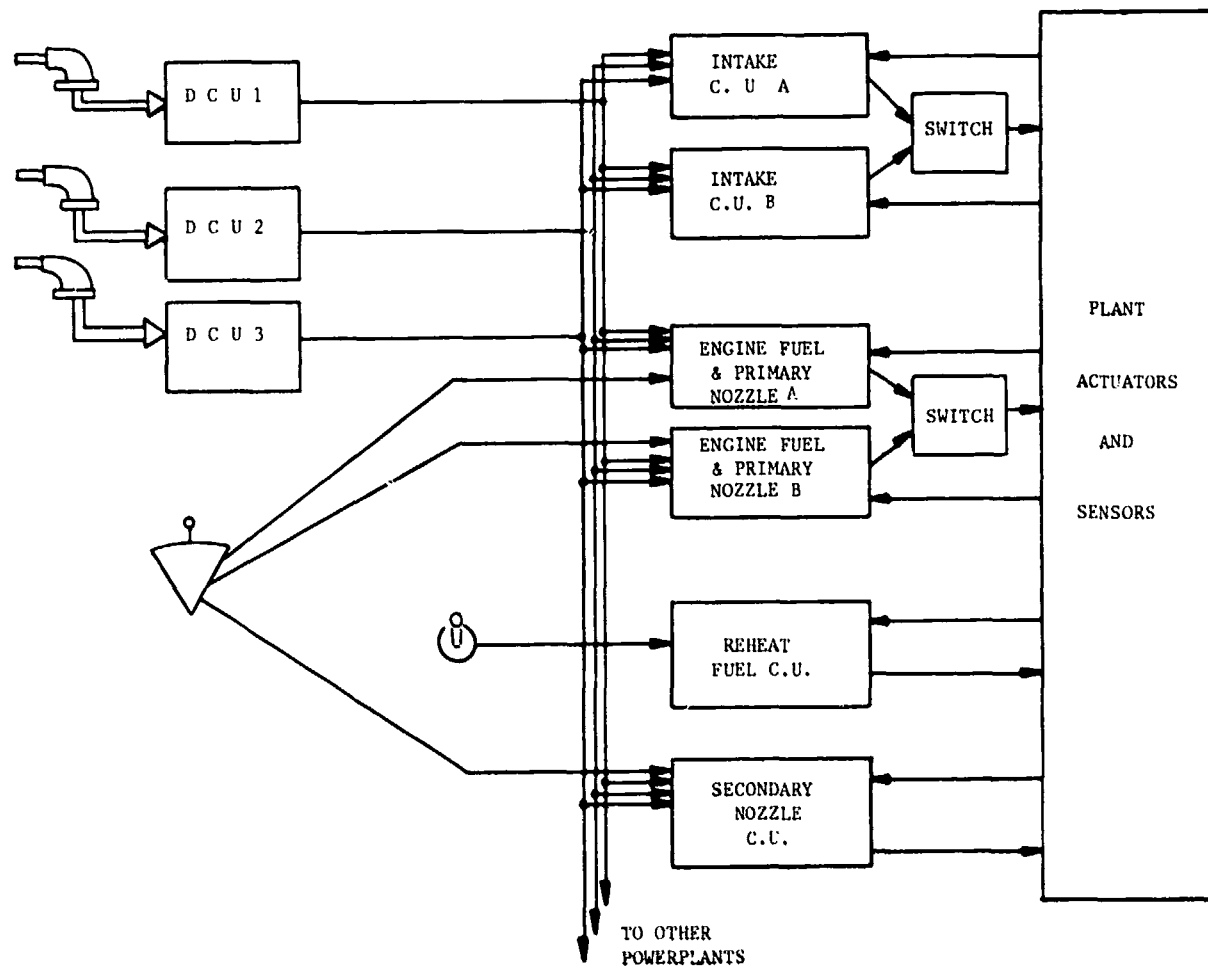 D C U 1
D C U 2
D C U 3
INTAKE
C. U A
SWITCH
INTAKE
C.U. B
ENGINE FUEL
& PRIMARY
NOZZLE A
SWITCH
ENGINE FUEL
& PRIMARY
NOZZLE B
REHEAT
FUEL C.U.
SECONDARY
NOZZLE
C.U.
PLANT
ACTUATORS
AND
SENSORS
TO OTHER
POWERPLANTS